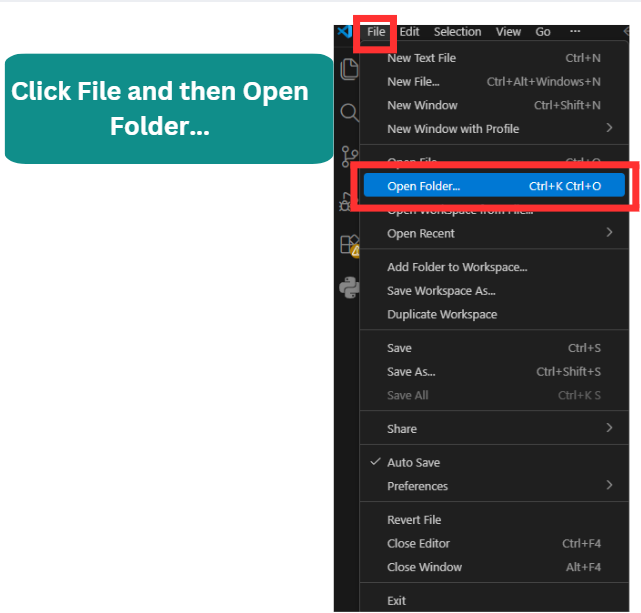 Click File and then Open
Folder...
File Edit Selection View Go ...
New Text File Ctrl+N
New File... Ctrl+Alt+Windows+N
New Window Ctrl+Shift+N
New Window with Profile
Open File... Ctrl+O
Open Folder... Ctrl+K Ctrl+O
Open Workspace from File...
Open Recent
Add Folder to Workspace...
Save Workspace As...
Duplicate Workspace
Save Ctrl+S
Save As... Ctrl+Shift+S
Save All Ctrl+K S
Share
Auto Save
Preferences
Revert File
Close Editor Ctrl+F4
Close Window Alt+F4
Exit